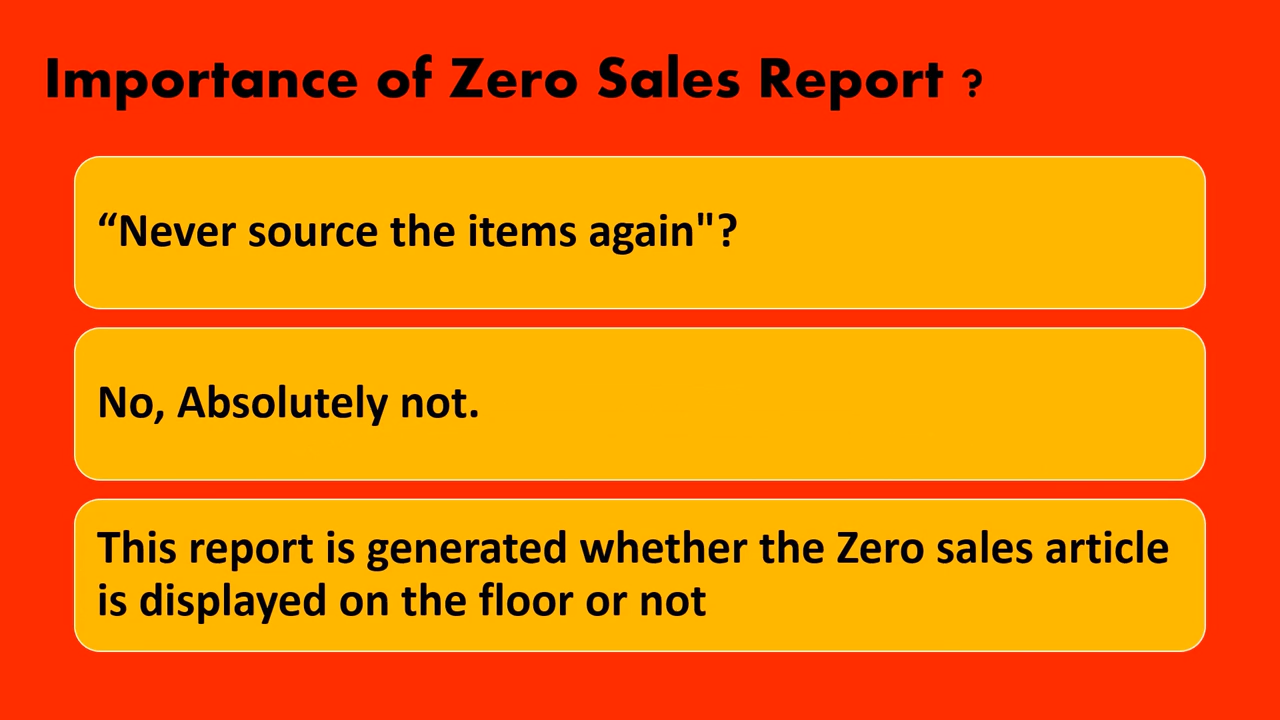 Importance of Zero Sales Report ?
“Never source the items again"?
No, Absolutely not.
This report is generated whether the Zero sales article
is displayed on the floor or not